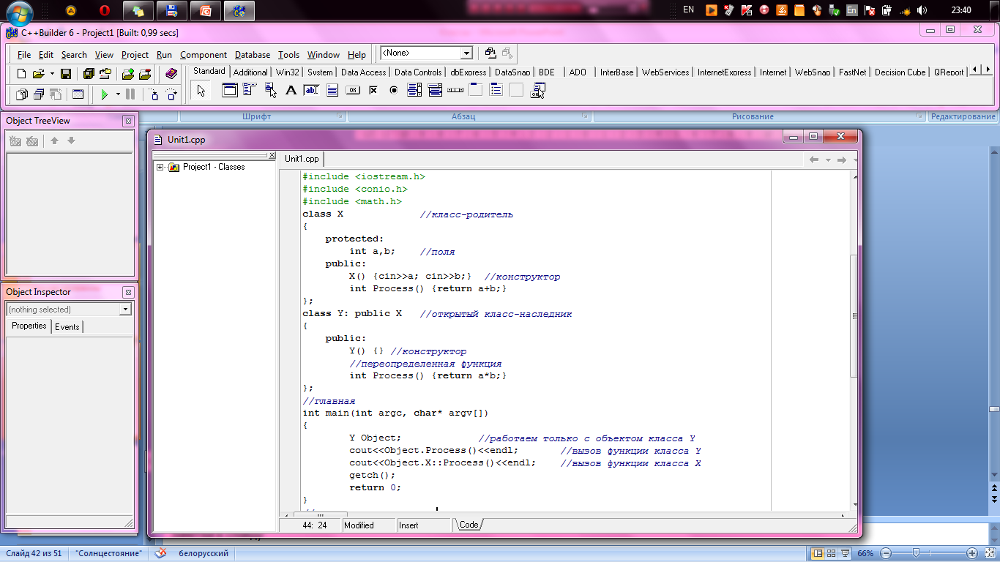 EN
En
23:40
C++Builder 6 - Project1 [Built: 0,99 secs]
File Edit Search View Project Run Component Database Tools Window Help
<None>
Standard Additional Win32 System Data Access Data Controls dbExpress DataSnap BDE ADO InterBase WebServices InternetExpress Internet WebSnap FastNet Decision Cube QReport
Шрифт Абзац Рисование Редактирование
Object TreeView
Object Inspector
(nothing selected)
Properties Events
Unit1.cpp
Project1 - Classes
Unit1.cpp
#include <iostream.h>
#include <conio.h>
#include <math.h>
class X //класс-родитель
{
protected:
int a,b; //поля
public:
X() {cin>>a; cin>>b;} //конструктор
int Process() {return a+b;}
};
class Y: public X //открытый класс-наследник
{
public:
Y() {} //конструктор
//переопределенная функция
int Process() {return a*b;}
};
//главная
int main(int argc, char* argv[])
{
Y Object; //работаем только с объектом класса Y
cout<<Object.Process()<<endl; //вызов функции класса Y
cout<<Object.X::Process()<<endl; //вызов функции класса X
getch();
return 0;
}
44: 24 Modified Insert Code
Слайд 42 из 51 "Солнцестояние" белорусский 66%